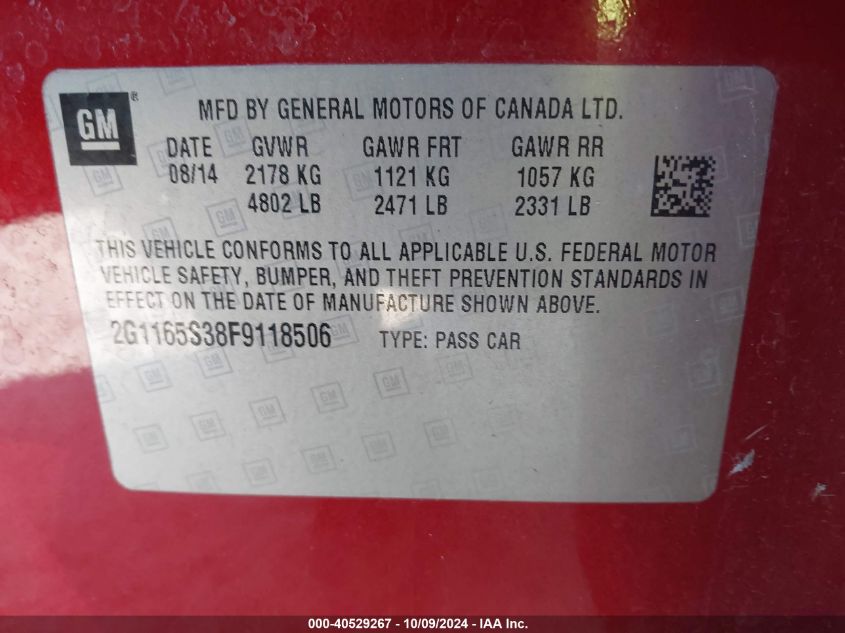 GM ®
MFD BY GENERAL MOTORS OF CANADA LTD.
DATE GVWR GAWR FRT GAWR RR
08/14 2178 KG 1121 KG 1057 KG
4802 LB 2471 LB 2331 LB
THIS VEHICLE CONFORMS TO ALL APPLICABLE U.S. FEDERAL MOTOR
VEHICLE SAFETY, BUMPER, AND THEFT PREVENTION STANDARDS IN
EFFECT ON THE DATE OF MANUFACTURE SHOWN ABOVE.
2G1165S38F9118506 TYPE: PASS CAR
000-40529267 - 10/09/2024 - IAA Inc.